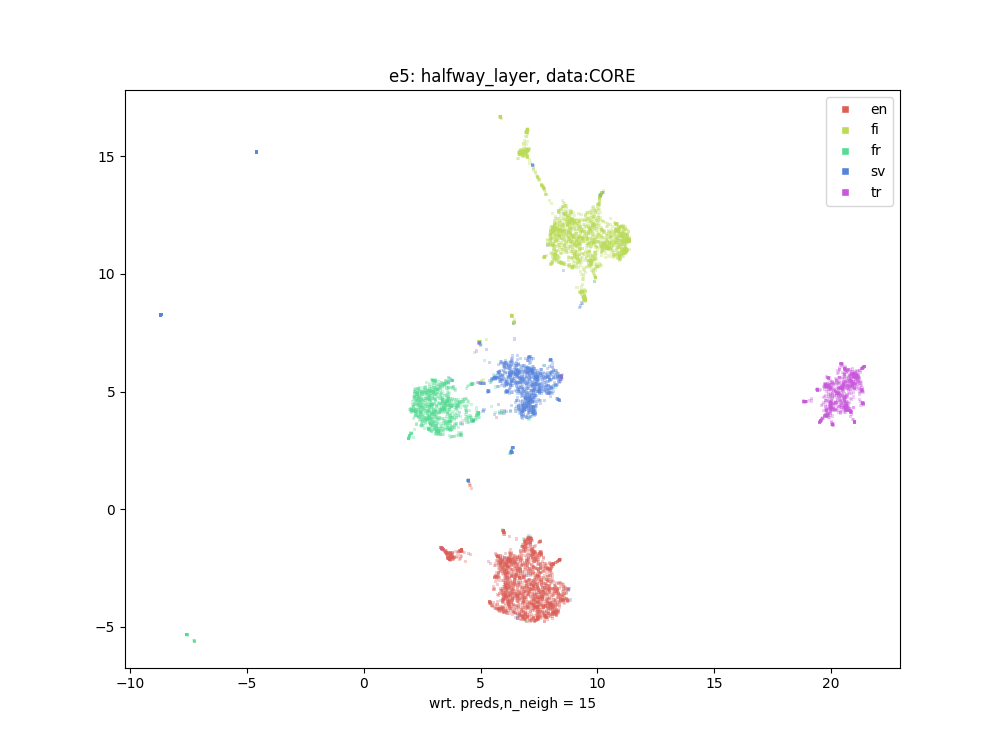 e5: halfway_layer, data:CORE
en
fi
fr
sv
tr
15
10
5
0
−5
−10
−5
0
5
10
15
20
wrt. preds,n_neigh = 15